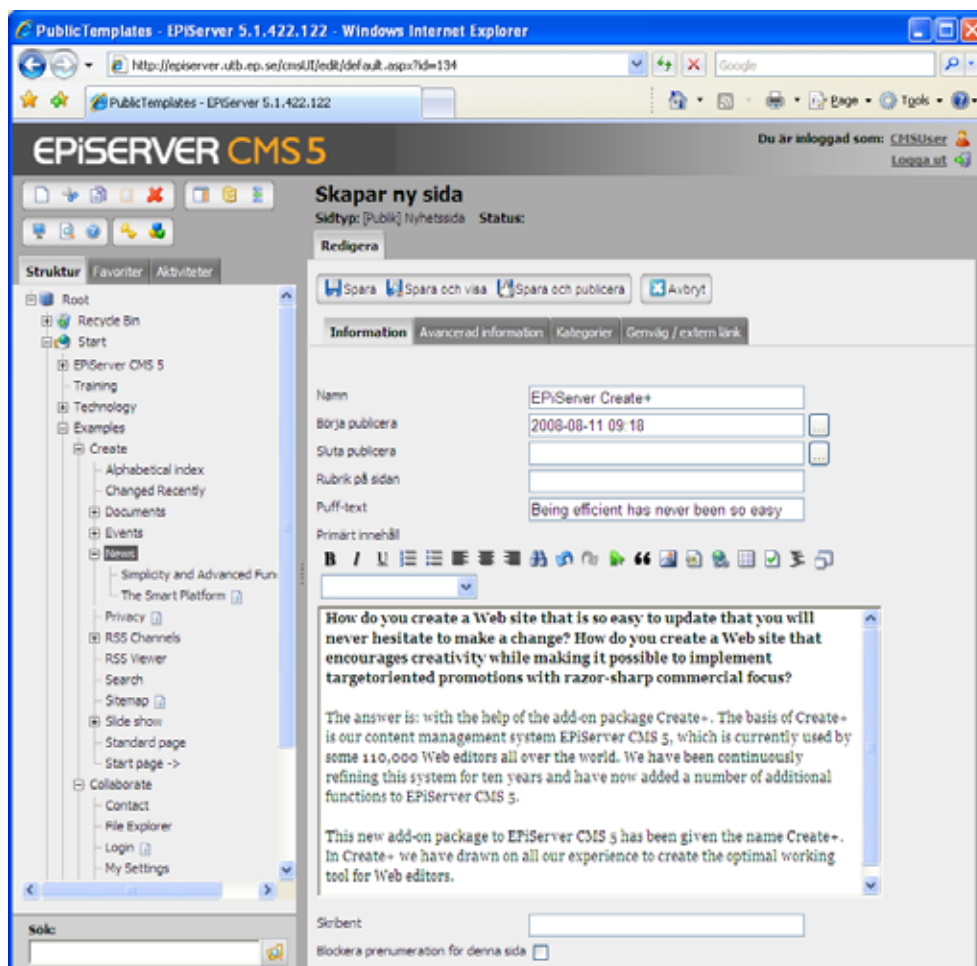 PublicTemplates - EPiServer 5.1.422.122 - Windows Internet Explorer
http://episerver.utb.ep.se/cmsUI/edit/default.aspx?id=134
Google
PublicTemplates - EPiServer 5.1.422.122
Page
Tools
EPiSERVER CMS 5
Du är inloggad som: CMSUser
Logga ut
Skapar ny sida
Sidtyp: [Publik] Nyhetssida Status:
Redigera
Struktur Favoriter Aktiviteter
Spara Spara och visa Spara och publicera Avbryt
Information Avancerad information Kategorier Genväg / extern länk
Root
Recycle Bin
Start
EPiServer CMS 5
Training
Technology
Examples
Create
Alphabetical index
Changed Recently
Documents
Events
News
Simplicity and Advanced Fun
The Smart Platform
Privacy
RSS Channels
RSS Viewer
Search
Sitemap
Slide show
Standard page
Start page ->
Collaborate
Contact
File Explorer
Login
My Settings
Sök:
Namn EPiServer Create+
Börja publicera 2008-08-11 09:18 ...
Sluta publicera ...
Rubrik på sidan
Puff-text Being efficient has never been so easy
Primärt innehåll
B I U
How do you create a Web site that is so easy to update that you will
never hesitate to make a change? How do you create a Web site that
encourages creativity while making it possible to implement
targetoriented promotions with razor-sharp commercial focus?
The answer is: with the help of the add-on package Create+. The basis of Create+
is our content management system EPiServer CMS 5, which is currently used by
some 110,000 Web editors all over the world. We have been continuously
refining this system for ten years and have now added a number of additional
functions to EPiServer CMS 5.
This new add-on package to EPiServer CMS 5 has been given the name Create+.
In Create+ we have drawn on all our experience to create the optimal working
tool for Web editors.
Skribent
Blockera prenumeration för denna sida